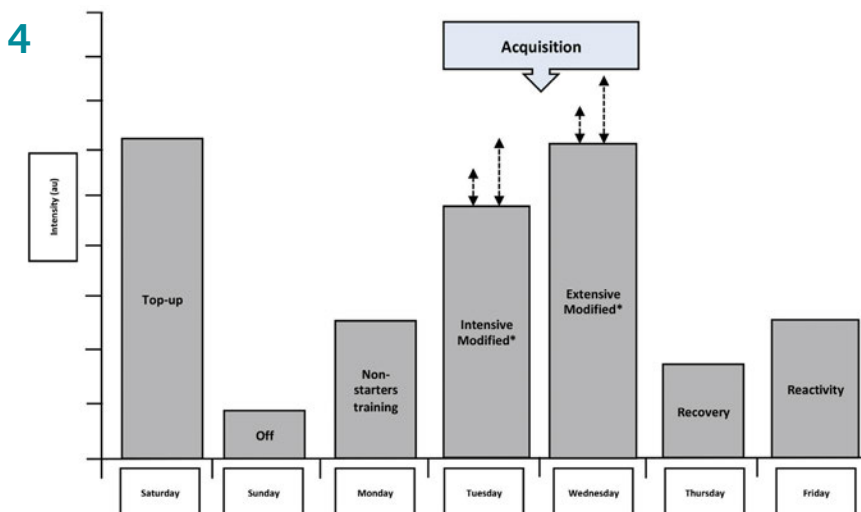 4
Acquisition
Intensity (au)
Top-up
Off
Non-
starters
training
Intensive
Modified*
Extensive
Modified*
Recovery
Reactivity
Saturday
Sunday
Monday
Tuesday
Wednesday
Thursday
Friday